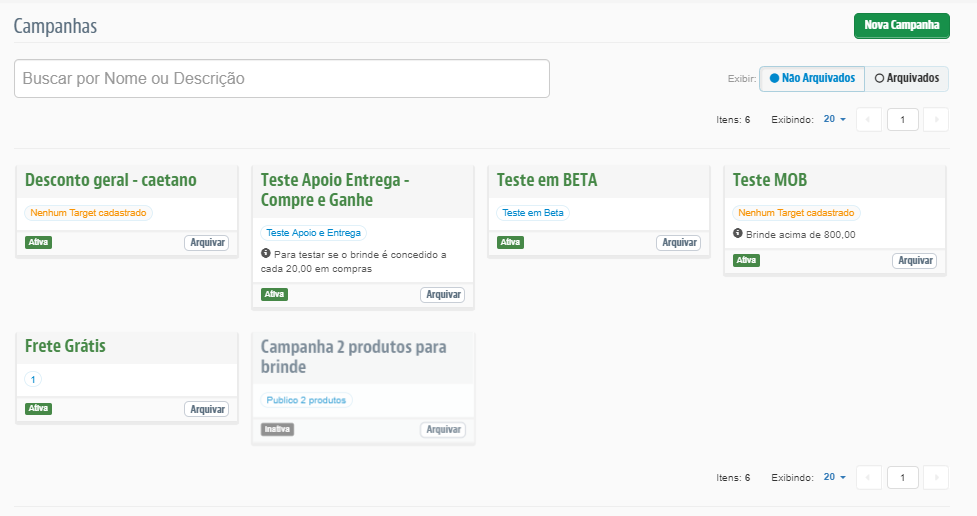 Campanhas
Nova Campanha
Buscar por Nome ou Descrição
Exibir: Não Arquivados Arquivados
Itens: 6 Exibindo: 20 1
Desconto geral - caetano
Nenhum Target cadastrado
Ativa Arquivar
Teste Apoio Entrega -
Compre e Ganhe
Teste Apoio e Entrega
Para testar se o brinde é concedido a
cada 20,00 em compras
Ativa Arquivar
Teste em BETA
Teste em Beta
Ativa Arquivar
Teste MOB
Nenhum Target cadastrado
Brinde acima de 800,00
Ativa Arquivar
Frete Grátis
1
Ativa Arquivar
Campanha 2 produtos para
brinde
Publico 2 produtos
Inativa Arquivar
Itens: 6 Exibindo: 20 1